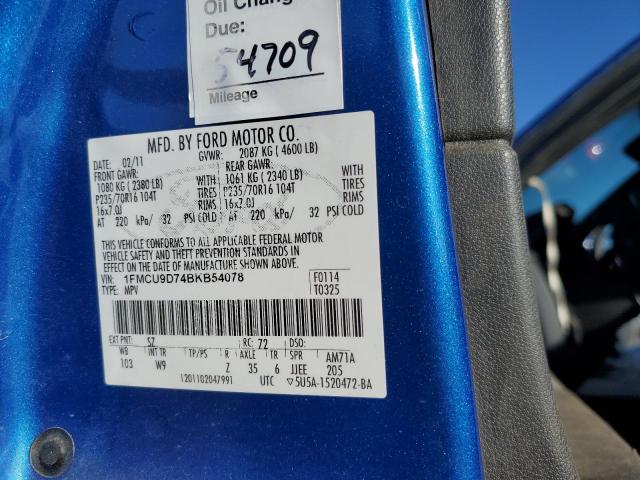 Oil Chang
Due:
54709
Mileage
MFD. BY FORD MOTOR CO.
DATE: 02/11 GVWR: 2087 KG ( 4600 LB)
FRONT GAWR: REAR GAWR:
1080 KG ( 2380 LB) WITH 1061 KG ( 2340 LB) WITH
P235/70R16 104T TIRES P235/70R16 104T TIRES
16x7.0J RIMS 16x7.0J RIMS
AT 220 kPa/ 32 PSI COLD AT 220 kPa/ 32 PSI COLD
THIS VEHICLE CONFORMS TO ALL APPLICABLE FEDERAL MOTOR
VEHICLE SAFETY AND THEFT PREVENTION STANDARDS IN
EFFECT ON THE DATE OF MANUFACTURE SHOWN ABOVE.
VIN: 1FMCU9D74BKB54078 F0114
TYPE: MPV T0325
EXT PNT: SZ RC: 72 DSO:
WB INT TR TP/PS R AXLE TR SPR AM71A
103 W9 Z 35 6 JJEE 205
1201102047991 UTC ▽5U5A-1520472-BA